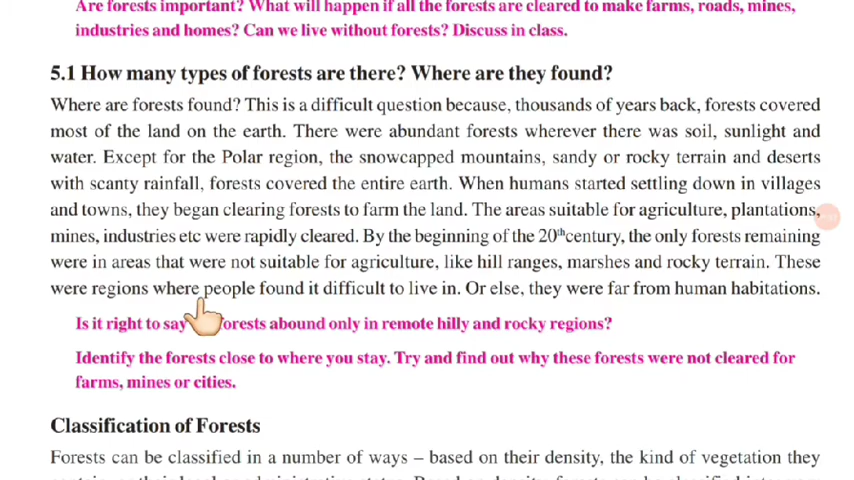 Are forests important? What will happen if all the forests are cleared to make farms, roads, mines,
industries and homes? Can we live without forests? Discuss in class.
5.1 How many types of forests are there? Where are they found?
Where are forests found? This is a difficult question because, thousands of years back, forests covered
most of the land on the earth. There were abundant forests wherever there was soil, sunlight and
water. Except for the Polar region, the snowcapped mountains, sandy or rocky terrain and deserts
with scanty rainfall, forests covered the entire earth. When humans started settling down in villages
and towns, they began clearing forests to farm the land. The areas suitable for agriculture, plantations,
mines, industries etc were rapidly cleared. By the beginning of the 20th century, the only forests remaining
were in areas that were not suitable for agriculture, like hill ranges, marshes and rocky terrain. These
were regions where people found it difficult to live in. Or else, they were far from human habitations.
Is it right to say forests abound only in remote hilly and rocky regions?
Identify the forests close to where you stay. Try and find out why these forests were not cleared for
farms, mines or cities.
Classification of Forests
Forests can be classified in a number of ways – based on their density, the kind of vegetation they